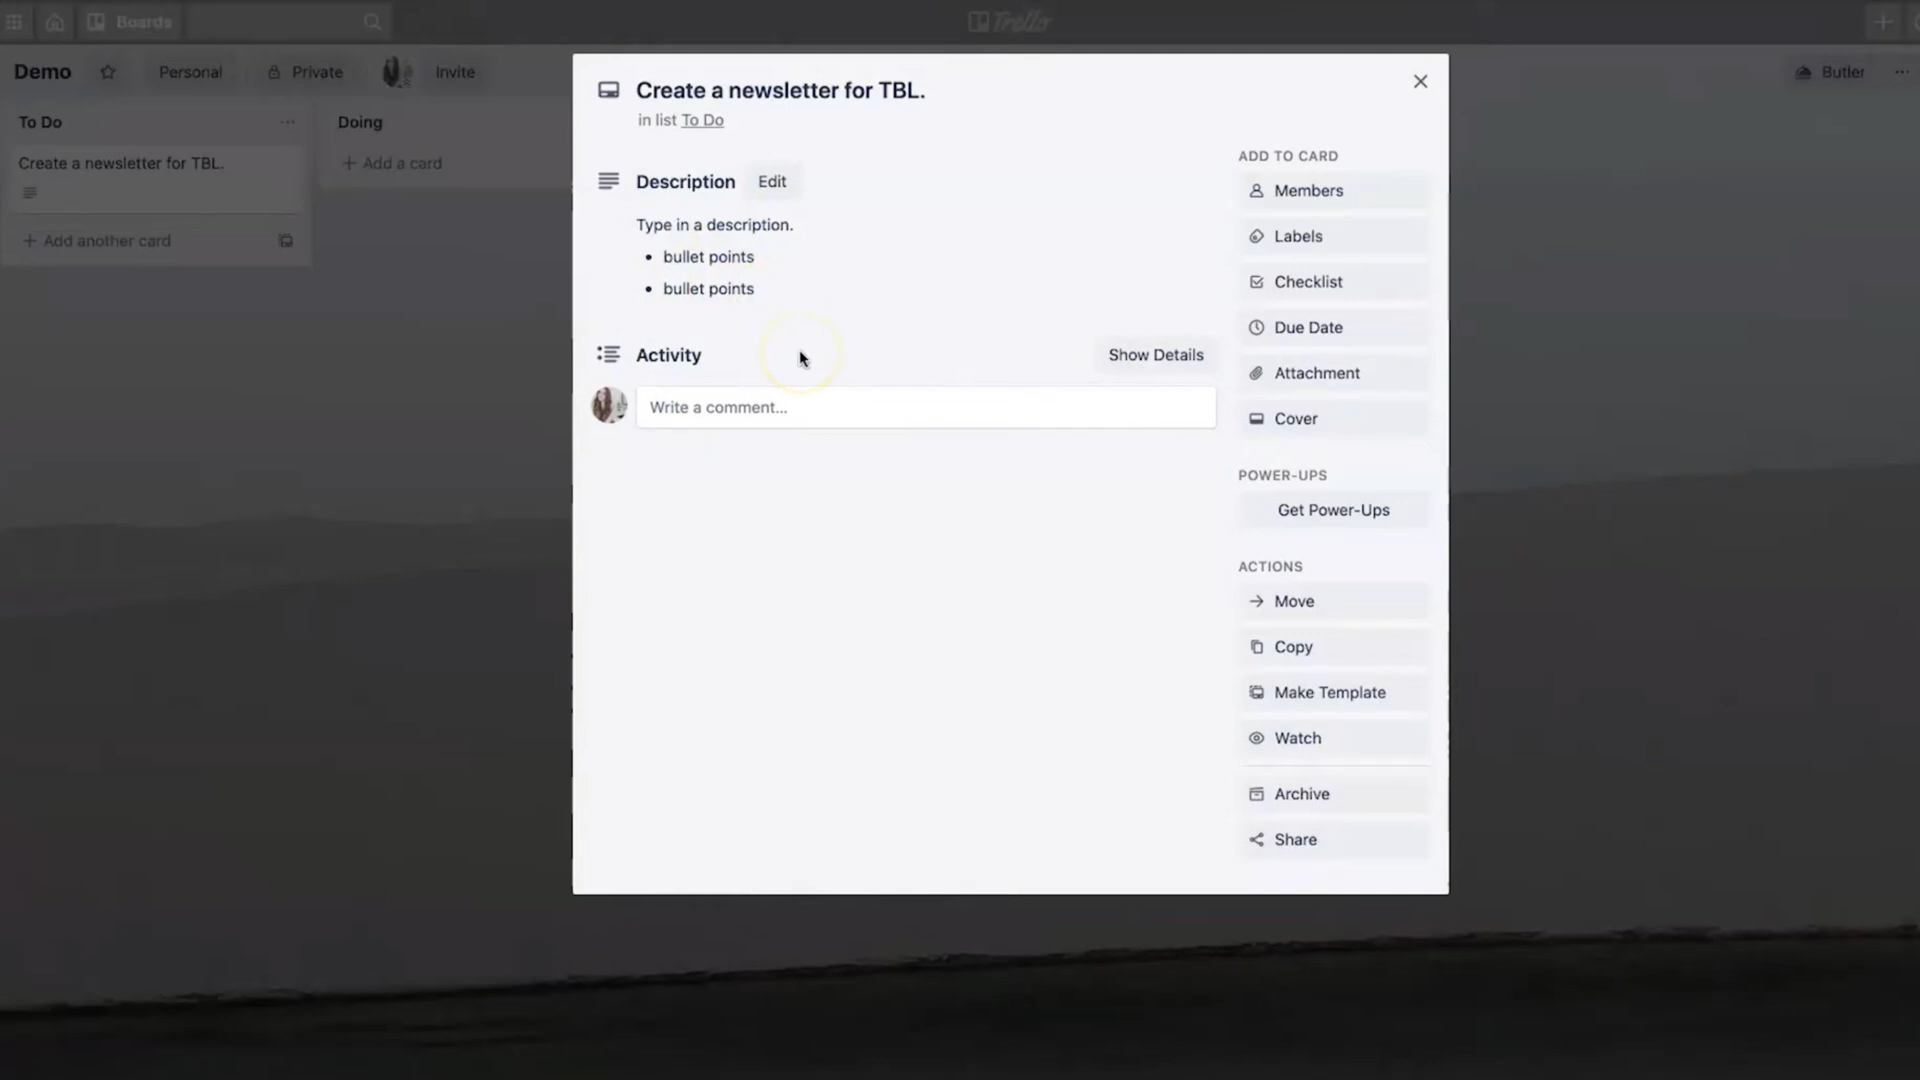 Boards
Trello
Demo
Personal
Private
Invite
Butler
To Do
Create a newsletter for TBL.
Add another card
Doing
Add a card
Create a newsletter for TBL.
in list To Do
Description
Edit
Type in a description.
• bullet points
• bullet points
Activity
Show Details
Write a comment...
ADD TO CARD
Members
Labels
Checklist
Due Date
Attachment
Cover
POWER-UPS
Get Power-Ups
ACTIONS
Move
Copy
Make Template
Watch
Archive
Share